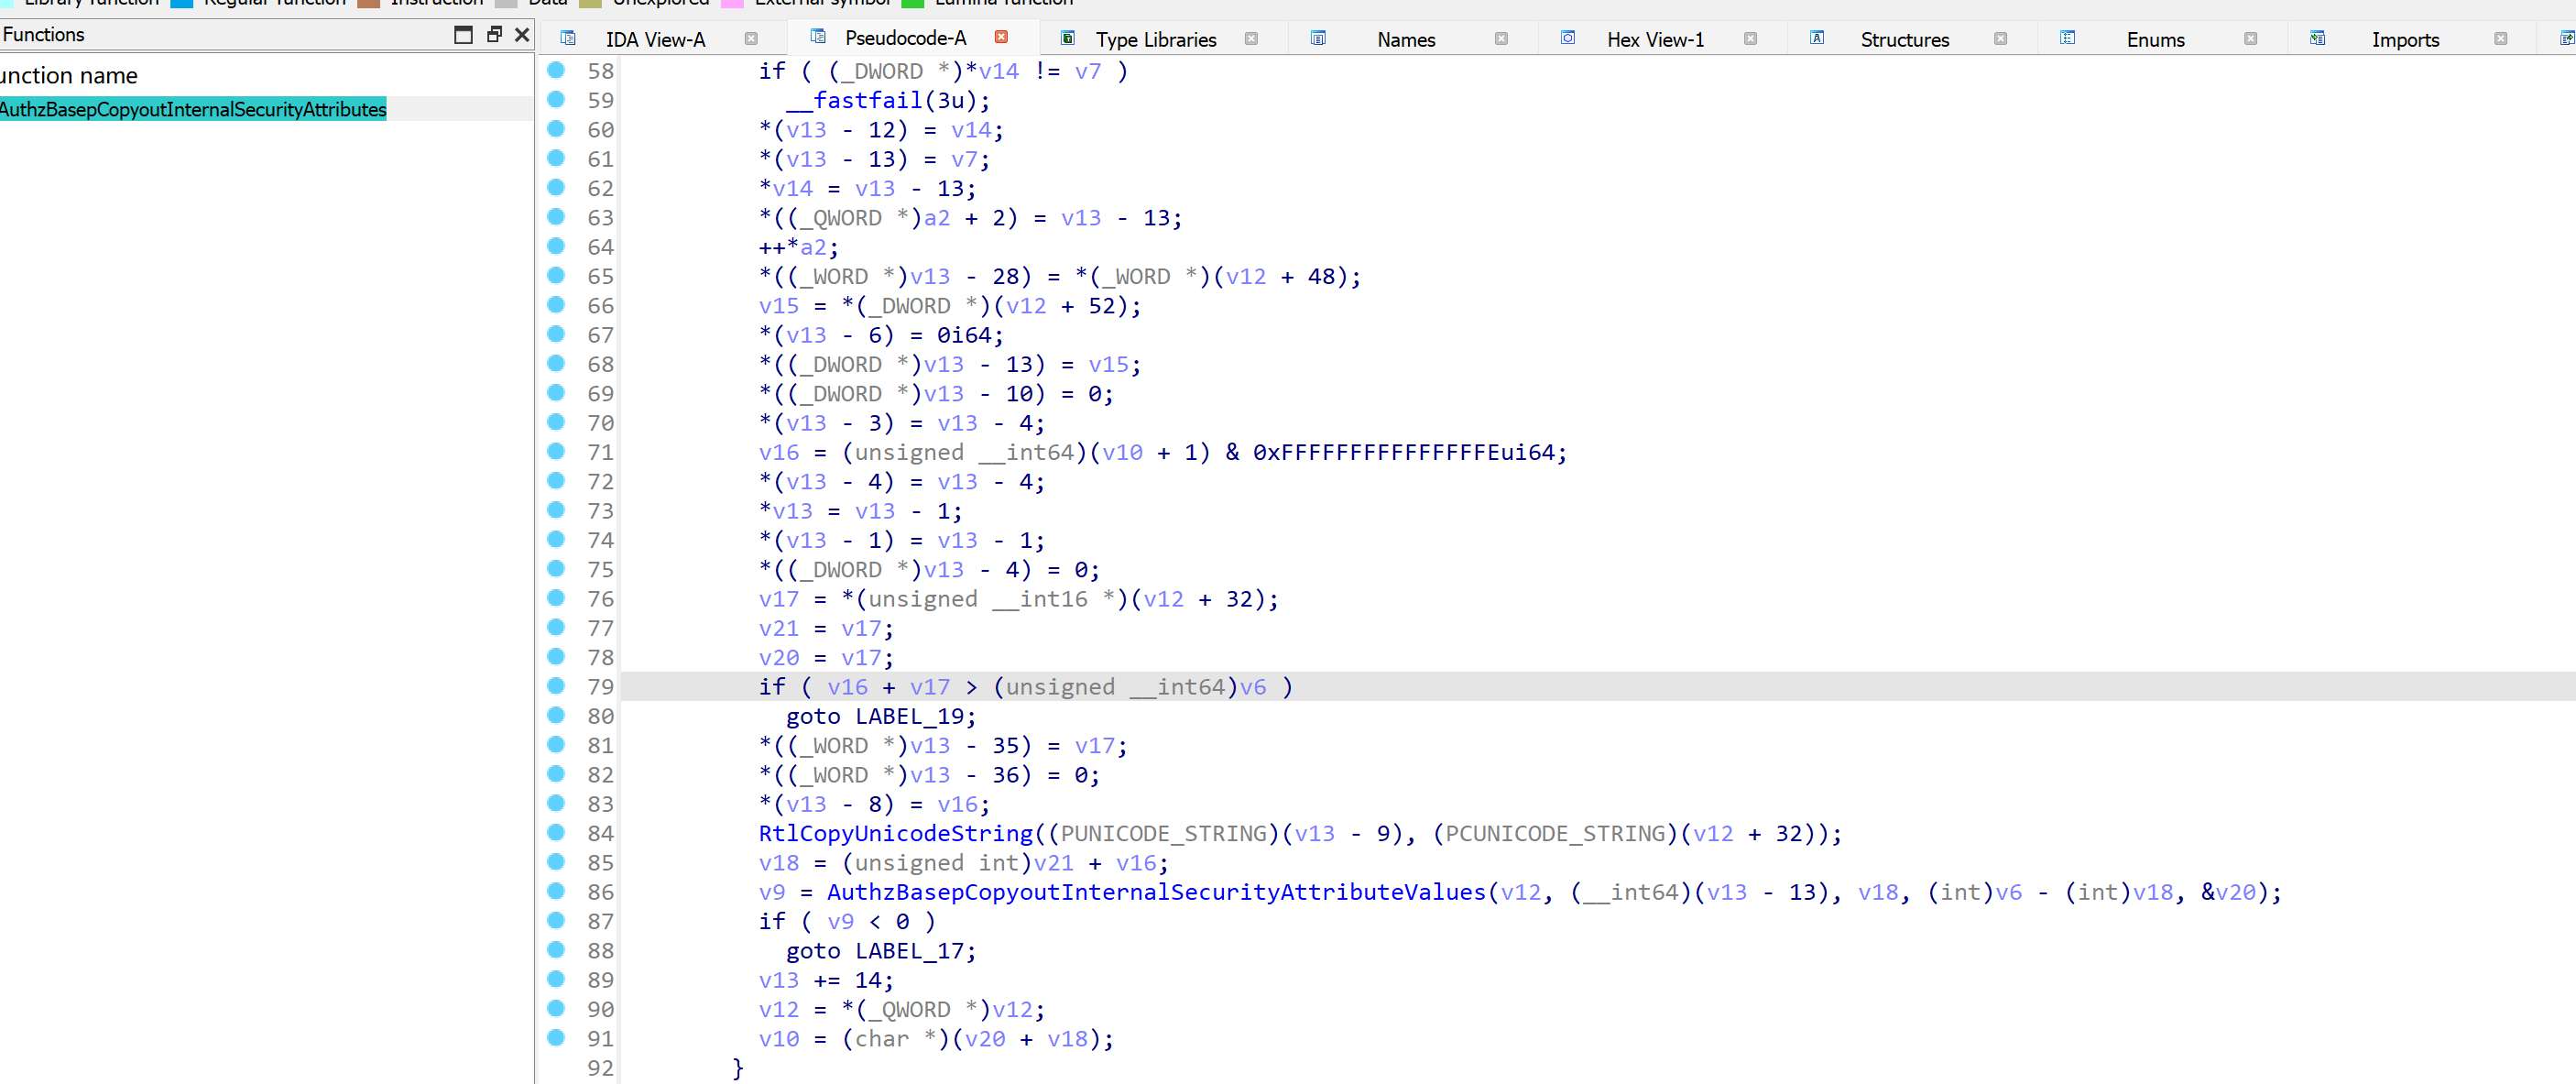 Library function Regular function Instruction Data Unexplored External symbol Lumina function
Functions IDA View-A Pseudocode-A Type Libraries Names Hex View-1 Structures Enums Imports
unction name
AuthzBasepCopyoutInternalSecurityAttributes
58 if ( (_DWORD *)*v14 != v7 )
59 __fastfail(3u);
60 *(v13 - 12) = v14;
61 *(v13 - 13) = v7;
62 *v14 = v13 - 13;
63 *((_QWORD *)a2 + 2) = v13 - 13;
64 ++*a2;
65 *((_WORD *)v13 - 28) = *(_WORD *)(v12 + 48);
66 v15 = *(_DWORD *)(v12 + 52);
67 *(v13 - 6) = 0i64;
68 *((_DWORD *)v13 - 13) = v15;
69 *((_DWORD *)v13 - 10) = 0;
70 *(v13 - 3) = v13 - 4;
71 v16 = (unsigned __int64)(v10 + 1) & 0xFFFFFFFFFFFFFFFEui64;
72 *(v13 - 4) = v13 - 4;
73 *v13 = v13 - 1;
74 *(v13 - 1) = v13 - 1;
75 *((_DWORD *)v13 - 4) = 0;
76 v17 = *(unsigned __int16 *)(v12 + 32);
77 v21 = v17;
78 v20 = v17;
79 if ( v16 + v17 > (unsigned __int64)v6 )
80 goto LABEL_19;
81 *((_WORD *)v13 - 35) = v17;
82 *((_WORD *)v13 - 36) = 0;
83 *(v13 - 8) = v16;
84 RtlCopyUnicodeString((PUNICODE_STRING)(v13 - 9), (PCUNICODE_STRING)(v12 + 32));
85 v18 = (unsigned int)v21 + v16;
86 v9 = AuthzBasepCopyoutInternalSecurityAttributeValues(v12, (__int64)(v13 - 13), v18, (int)v6 - (int)v18, &v20);
87 if ( v9 < 0 )
88 goto LABEL_17;
89 v13 += 14;
90 v12 = *(_QWORD *)v12;
91 v10 = (char *)(v20 + v18);
92 }